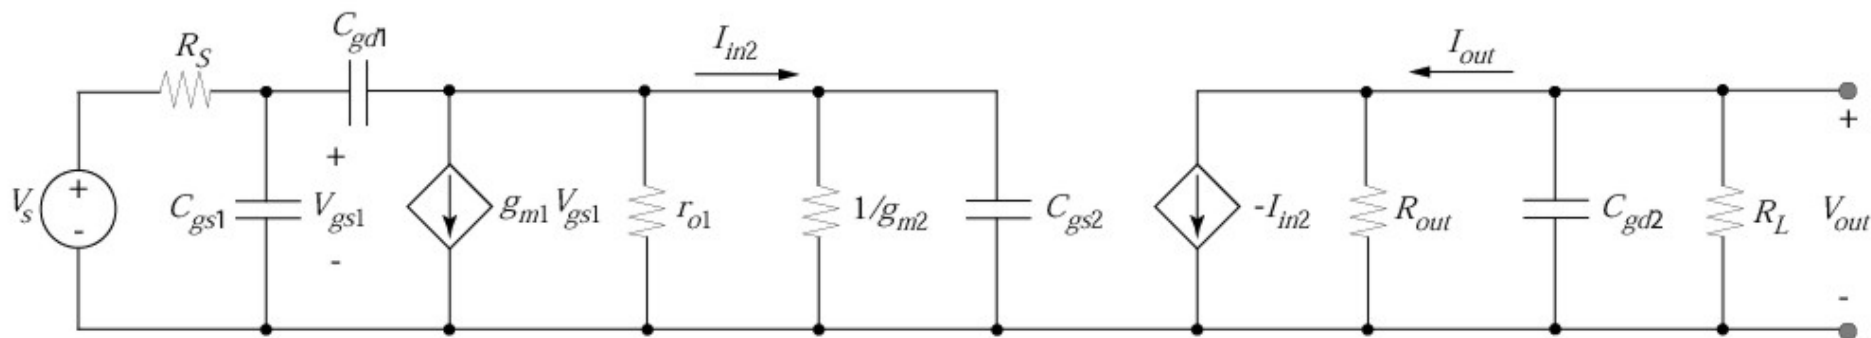 R_S
C_gd1
I_in2
I_out
V_s
+
-
C_gs1
+
V_gs1
-
g_m1 V_gs1
r_o1
1/g_m2
C_gs2
-I_in2
R_out
C_gd2
R_L
+
V_out
-